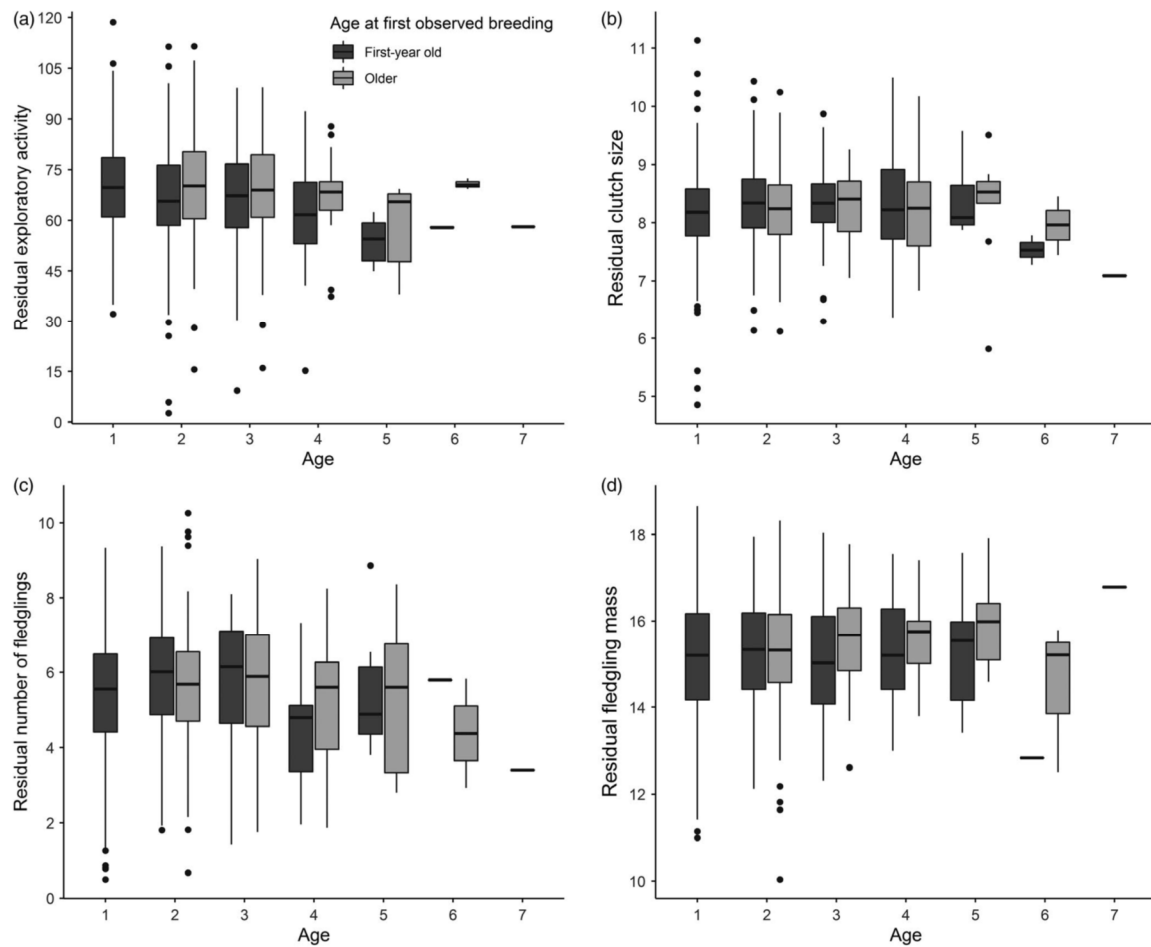 (a)
Age at first observed breeding
First-year old
Older
Residual exploratory activity
120
105
90
75
60
45
30
15
0
1 2 3 4 5 6 7
Age
(b)
Residual clutch size
11
10
9
8
7
6
5
1 2 3 4 5 6 7
Age
(c)
Residual number of fledglings
10
8
6
4
2
0
1 2 3 4 5 6 7
Age
(d)
Residual fledgling mass
18
16
14
12
10
1 2 3 4 5 6 7
Age